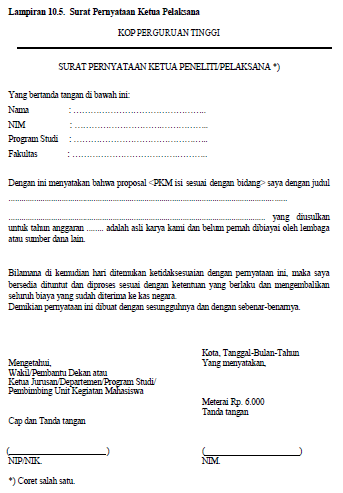 Lampiran 10.5. Surat Pernyataan Ketua Pelaksana
KOP PERGURUAN TINGGI
SURAT PERNYATAAN KETUA PENELITI/PELAKSANA *)
Yang bertanda tangan di bawah ini:
Nama : ………………………………………..
NIM : ………………………………………..
Program Studi : ………………………………………..
Fakultas : ………………………………………..
Dengan ini menyatakan bahwa proposal <PKM isi sesuai dengan bidang> saya dengan judul
.....................................................................................................................
............................................................................................................. yang diusulkan
untuk tahun anggaran ........ adalah asli karya kami dan belum pernah dibiayai oleh lembaga
atau sumber dana lain.
Bilamana di kemudian hari ditemukan ketidaksesuaian dengan pernyataan ini, maka saya
bersedia dituntut dan diproses sesuai dengan ketentuan yang berlaku dan mengembalikan
seluruh biaya yang sudah diterima ke kas negara.
Demikian pernyataan ini dibuat dengan sesungguhnya dan dengan sebenar-benarnya.
Kota, Tanggal-Bulan-Tahun
Mengetahui, Yang menyatakan,
Wakil/Pembantu Dekan atau
Ketua Jurusan/Departemen/Program Studi/
Pembimbing Unit Kegiatan Mahasiswa
Meterai Rp. 6.000
Tanda tangan
Cap dan Tanda tangan
(______________________) (______________________)
NIP/NIK. NIM.
*) Coret salah satu.